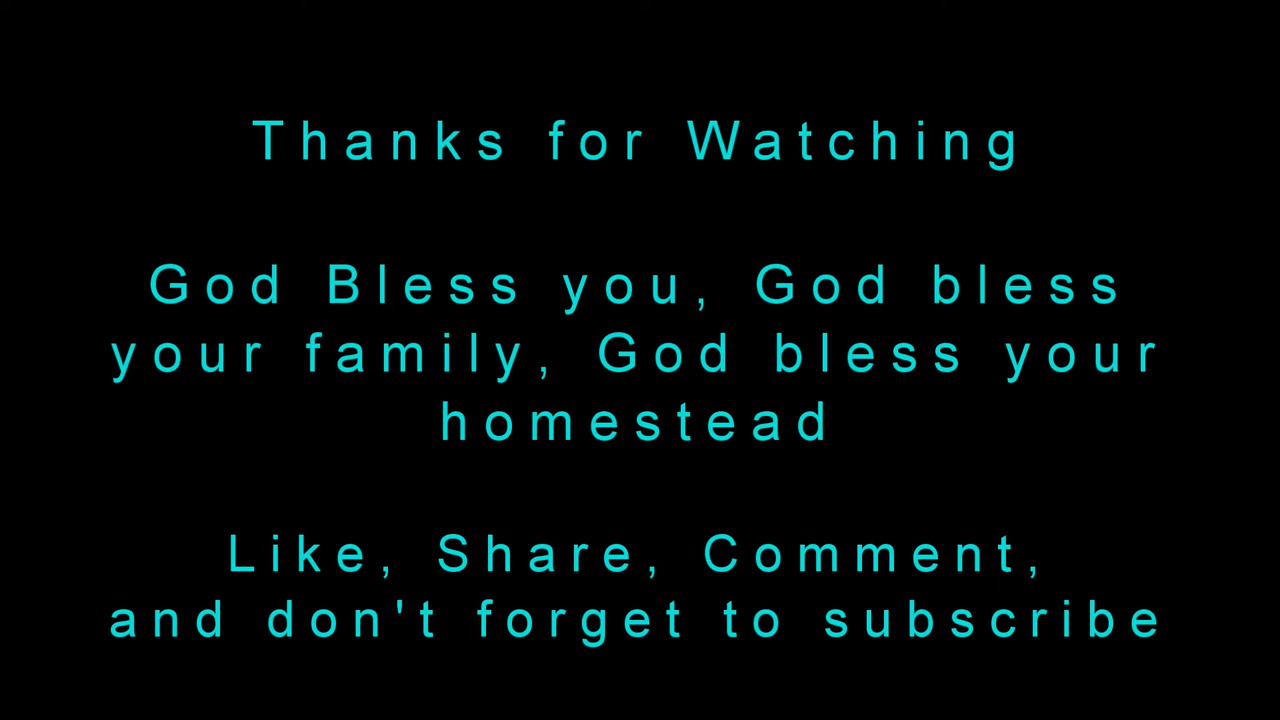 Thanks for Watching
God Bless you, God bless
your family, God bless your
homestead
Like, Share, Comment,
and don't forget to subscribe